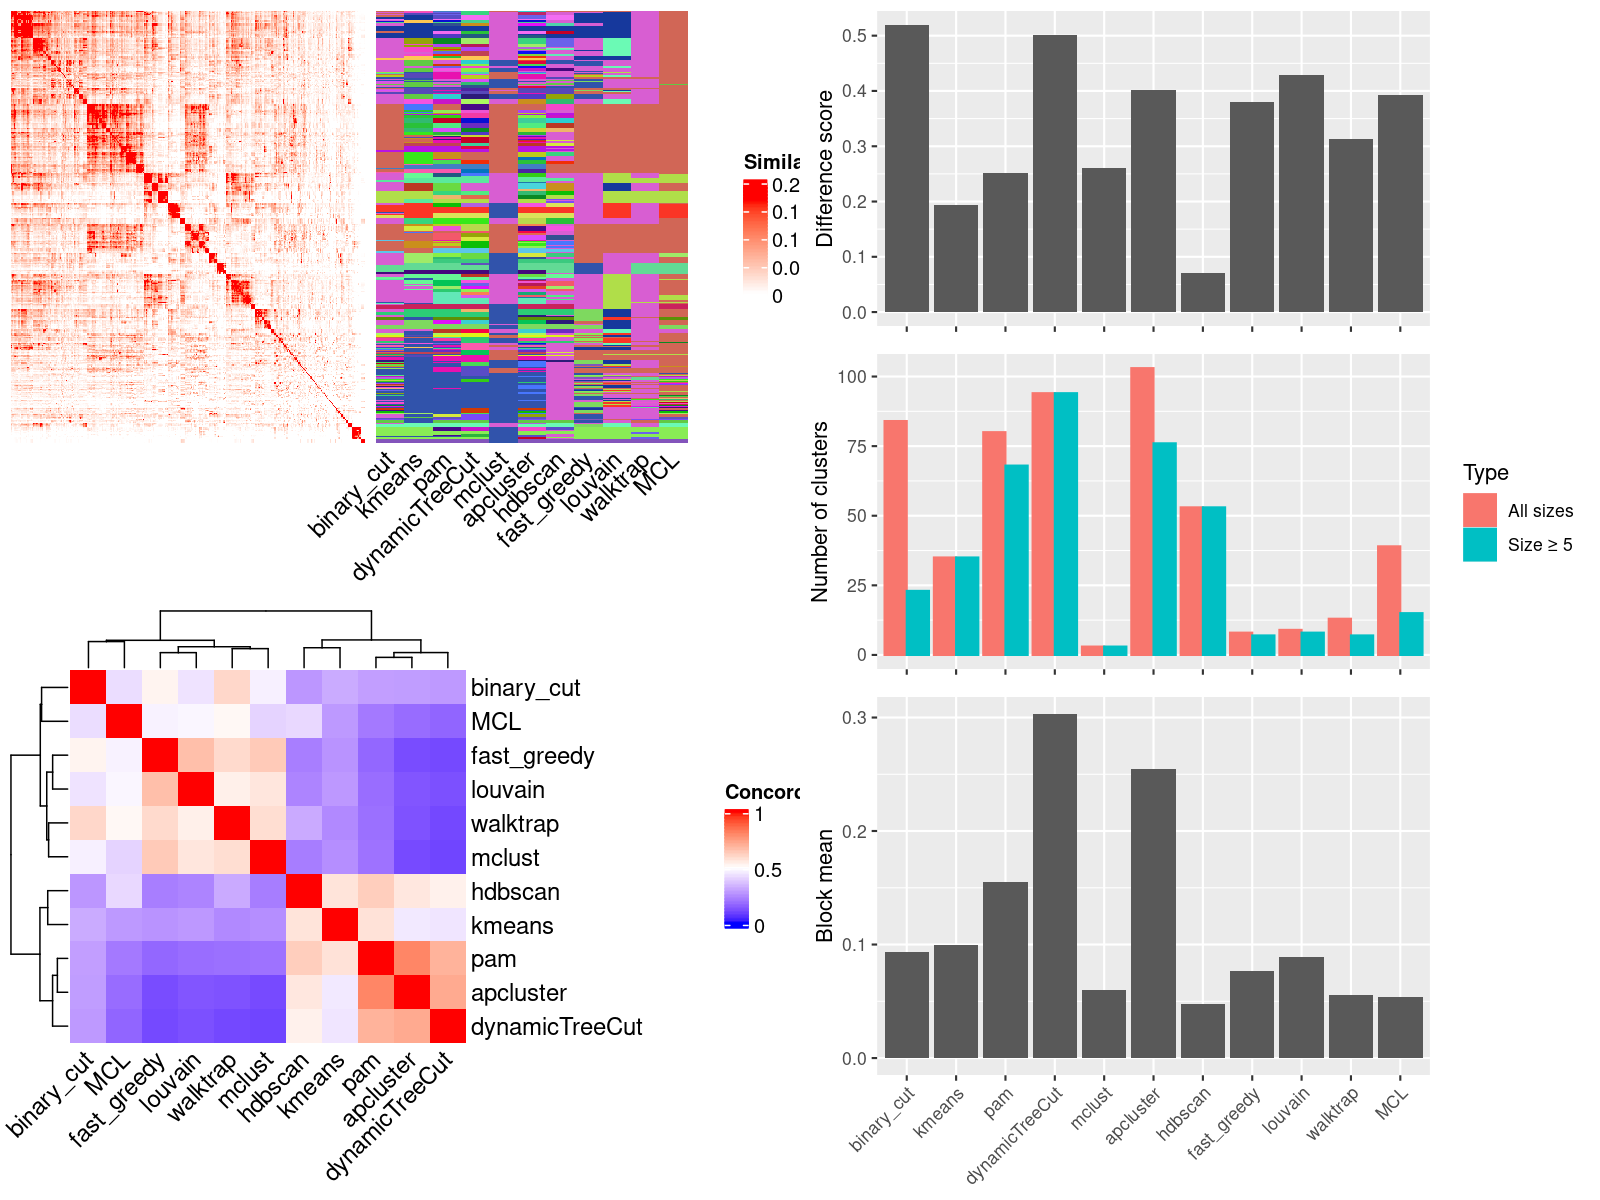 Simila
0.2
0.1
0.1
0.0
0
binary_cut
kmeans
pam
dynamicTreeCut
mclust
apcluster
hdbscan
fast_greedy
louvain
walktrap
MCL
binary_cut
MCL
fast_greedy
louvain
walktrap
mclust
hdbscan
kmeans
pam
apcluster
dynamicTreeCut
binary_cut
MCL
fast_greedy
louvain
walktrap
mclust
hdbscan
kmeans
pam
apcluster
dynamicTreeCut
Concorc
1
0.5
0
Difference score
0.5
0.4
0.3
0.2
0.1
0.0
Number of clusters
100
75
50
25
0
Type
All sizes
Size ≥ 5
Block mean
0.3
0.2
0.1
0.0
binary_cut
kmeans
pam
dynamicTreeCut
mclust
apcluster
hdbscan
fast_greedy
louvain
walktrap
MCL